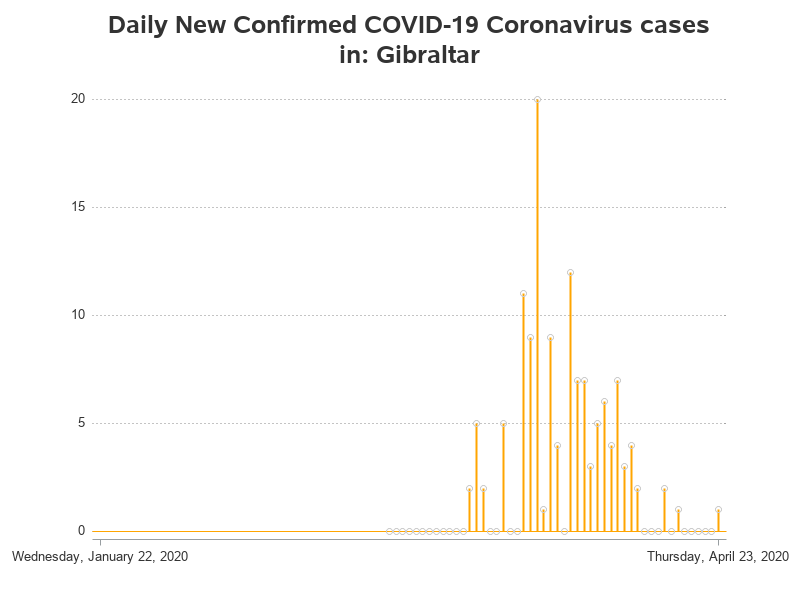 Daily New Confirmed COVID-19 Coronavirus cases
in: Gibraltar
20
15
10
5
0
Wednesday, January 22, 2020 Thursday, April 23, 2020